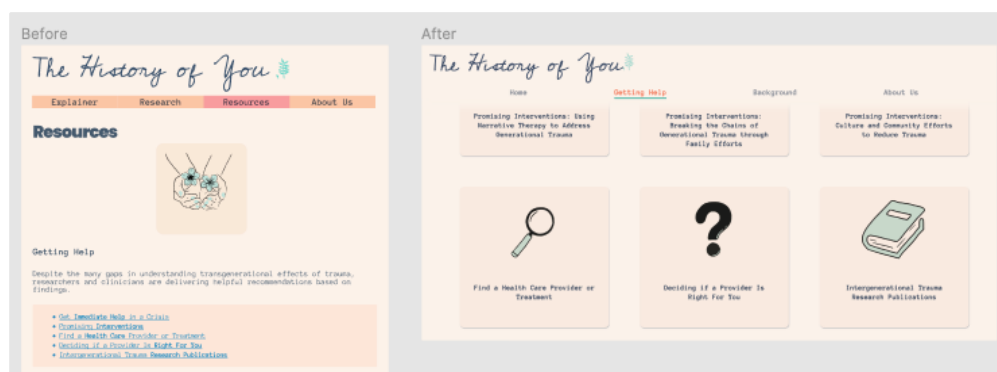 Before
The History of You
Explainer Research Resources About Us
Resources
Getting Help
Despite the many gaps in understanding transgenerational effects of trauma,
researchers and clinicians are delivering helpful recommendations based on
findings.
Get Immediate Help in a Crisis
Promising Interventions
Find a Health Care Provider or Treatment
Deciding if a Provider Is Right For You
Intergenerational Trauma Research Publications
After
The History of You
Home Getting Help Background About Us
Promising Interventions: Using
Narrative Therapy to Address
Generational Trauma
Promising Interventions:
Breaking the Chains of
Generational Trauma through
Family Efforts
Promising Interventions:
Culture and Community Efforts
to Reduce Trauma
Find a Health Care Provider or
Treatment
Deciding if a Provider Is
Right For You
Intergenerational Trauma
Research Publications